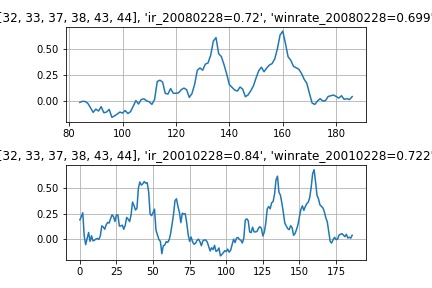 [32, 33, 37, 38, 43, 44], 'ir_20080228=0.72', 'winrate_20080228=0.699'
0.50
0.25
0.00
80 100 120 140 160 180
[32, 33, 37, 38, 43, 44], 'ir_20010228=0.84', 'winrate_20010228=0.722'
0.50
0.25
0.00
0 25 50 75 100 125 150 175